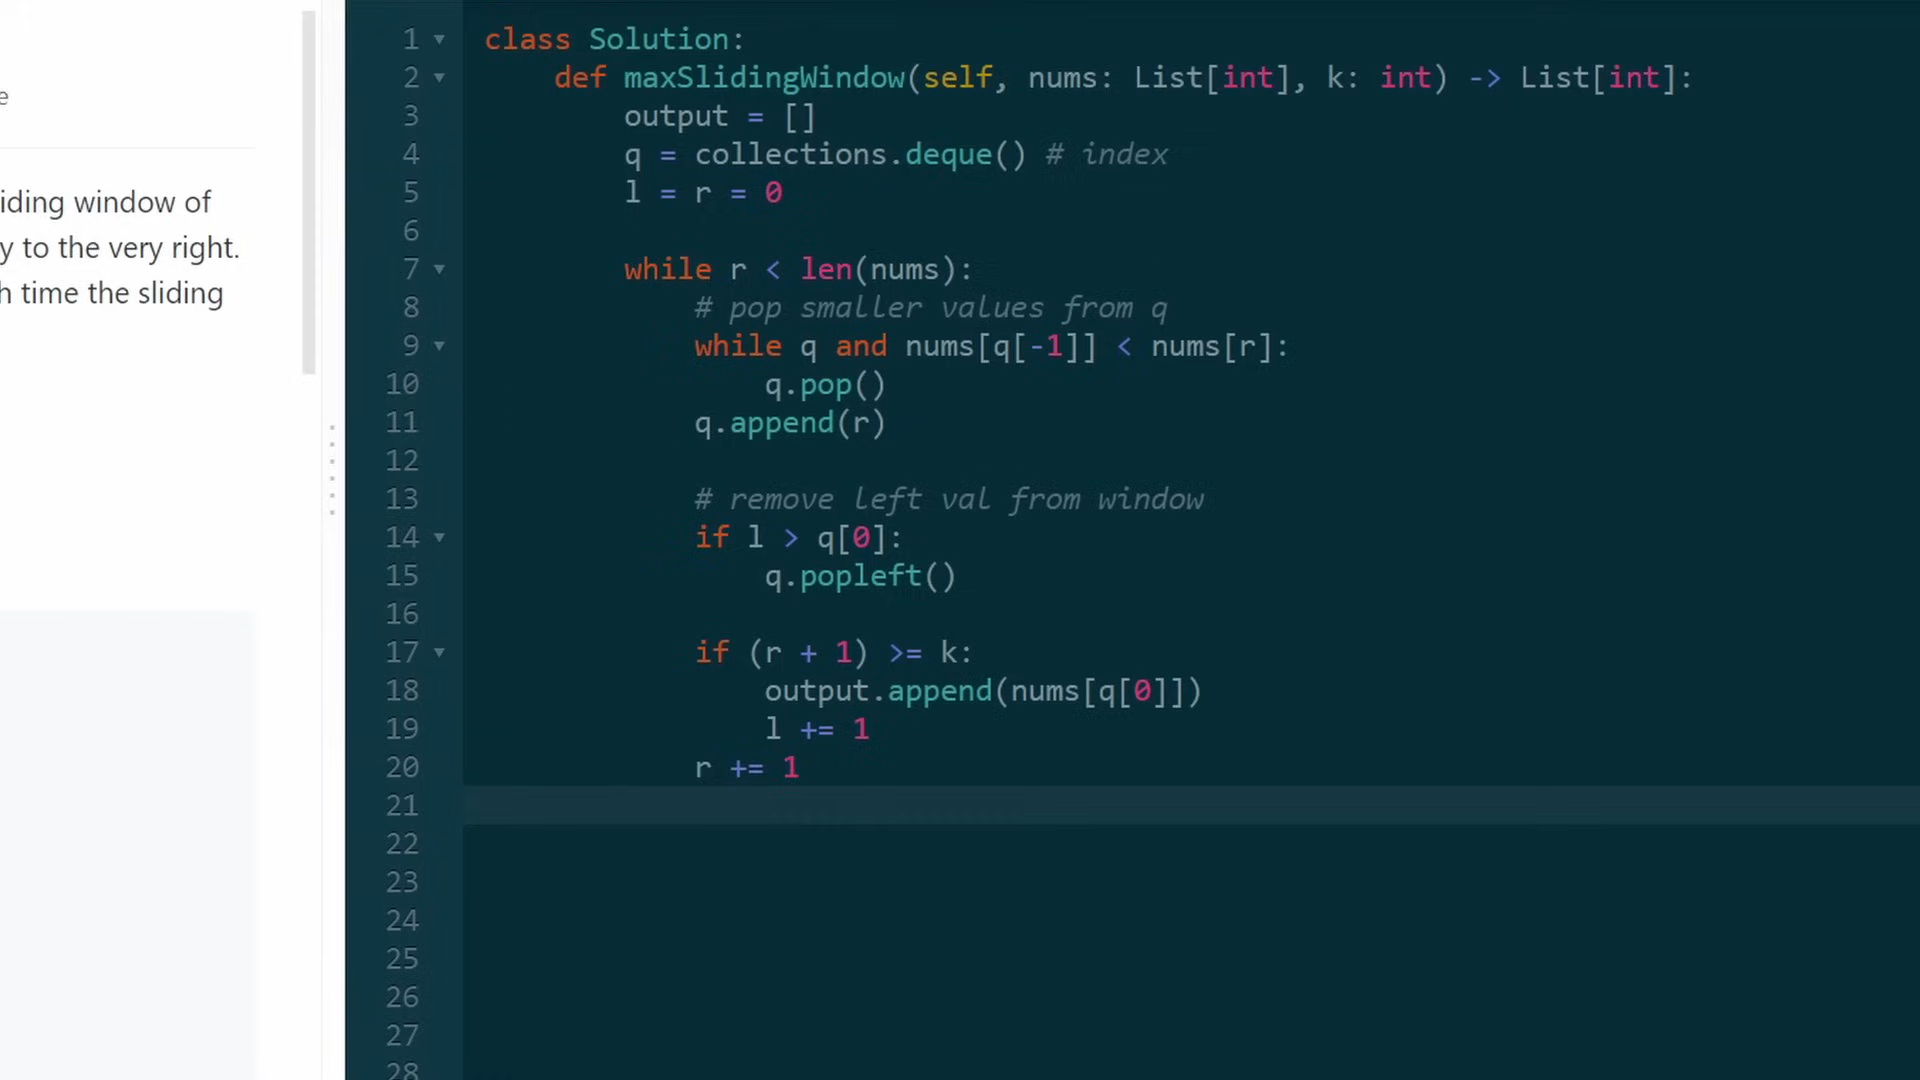 e
iding window of
y to the very right.
h time the sliding
1 class Solution:
2 def maxSlidingWindow(self, nums: List[int], k: int) -> List[int]:
3 output = []
4 q = collections.deque() # index
5 l = r = 0
6
7 while r < len(nums):
8 # pop smaller values from q
9 while q and nums[q[-1]] < nums[r]:
10 q.pop()
11 q.append(r)
12
13 # remove left val from window
14 if l > q[0]:
15 q.popleft()
16
17 if (r + 1) >= k:
18 output.append(nums[q[0]])
19 l += 1
20 r += 1
21
22
23
24
25
26
27
28